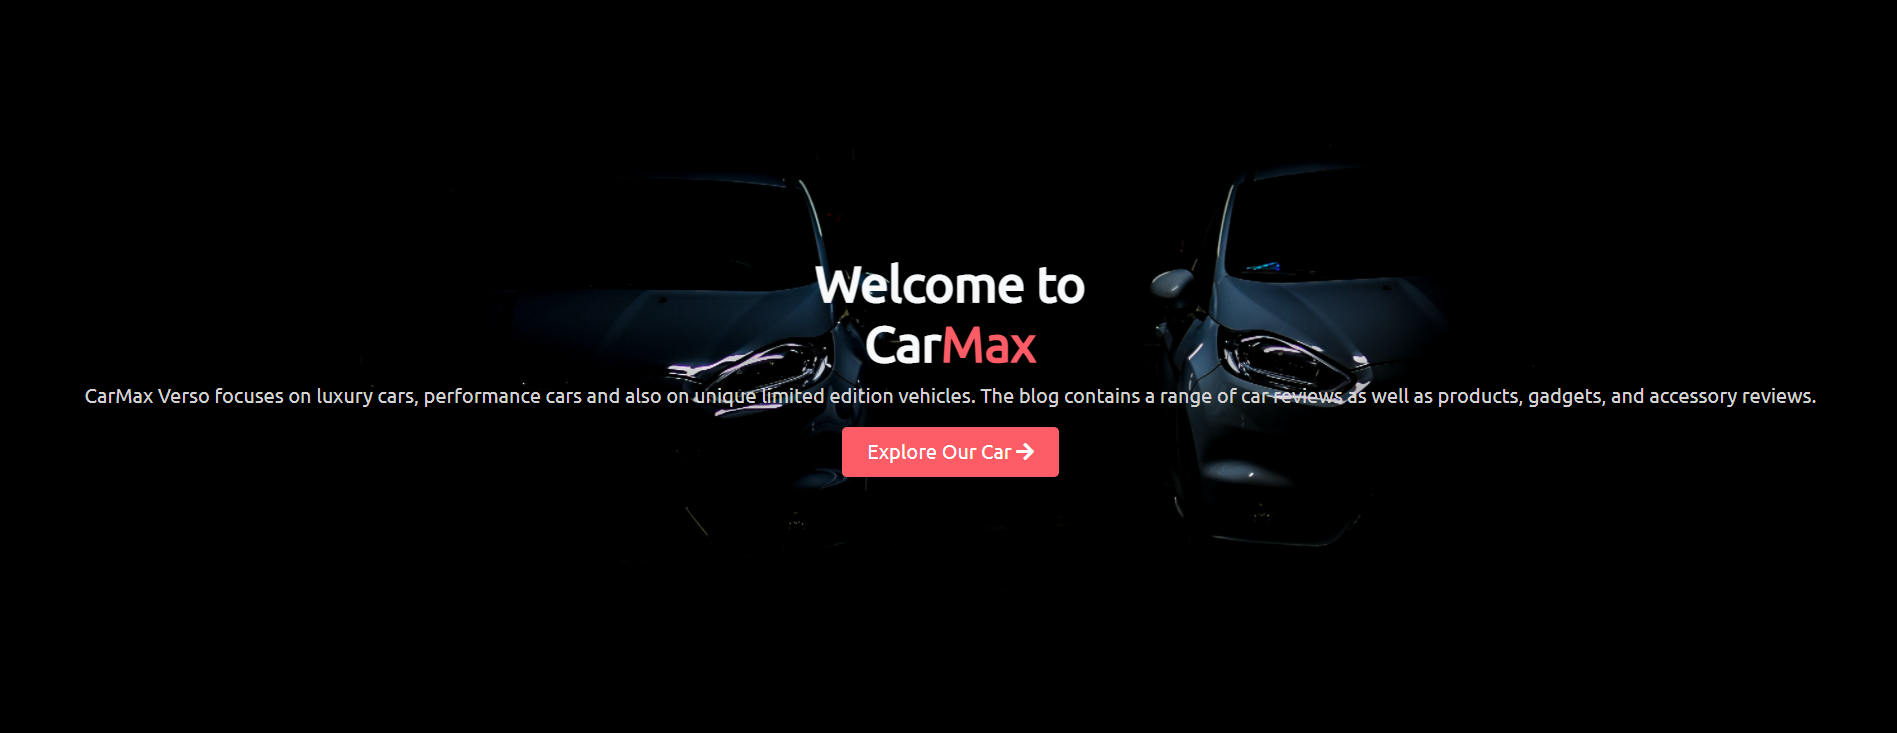 Welcome to
CarMax
CarMax Verso focuses on luxury cars, performance cars and also on unique limited edition vehicles. The blog contains a range of car reviews as well as products, gadgets, and accessory reviews.
Explore Our Car